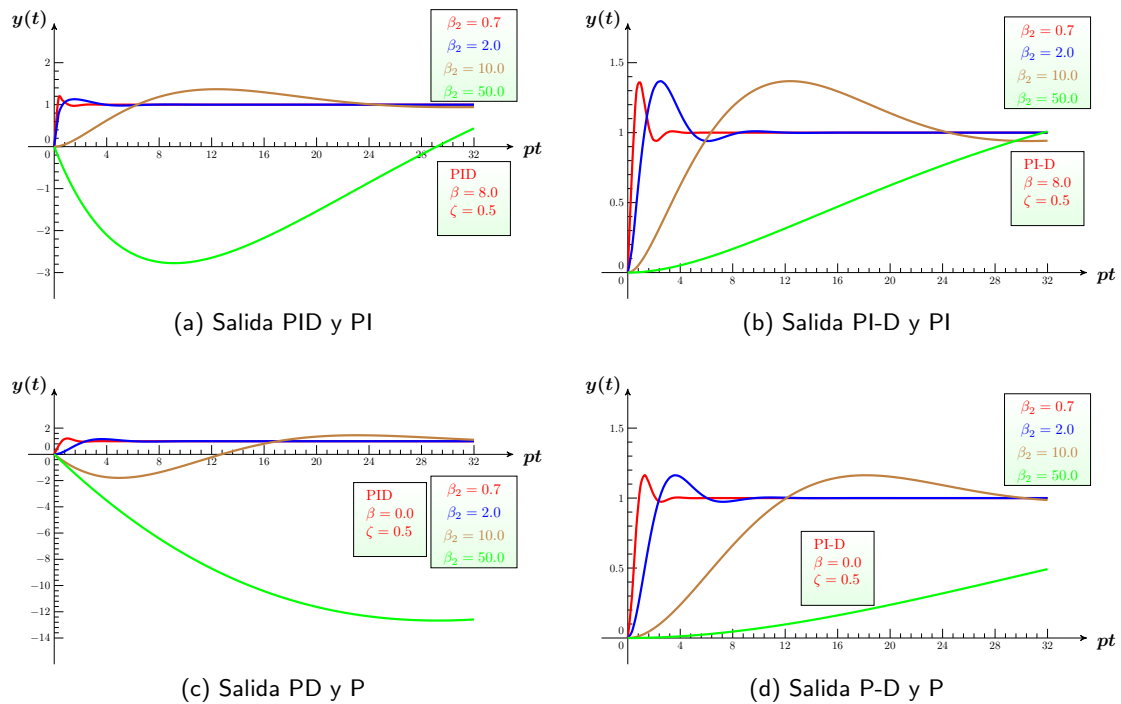 y(t)
β₂ = 0.7
β₂ = 2.0
β₂ = 10.0
β₂ = 50.0
2
1
0
0
−1
−2
−3
4 8 12 16 20 24 28 32
pt
PID
β = 8.0
ζ = 0.5
(a) Salida PID y PI
y(t)
β₂ = 0.7
β₂ = 2.0
β₂ = 10.0
β₂ = 50.0
1.5
1
0.5
0
0
4 8 12 16 20 24 28 32
pt
PI-D
β = 8.0
ζ = 0.5
(b) Salida PI-D y PI
y(t)
2
0
0
−2
−4
−6
−8
−10
−12
−14
4 8 12 16 20 24 28 32
pt
PID
β = 0.0
ζ = 0.5
β₂ = 0.7
β₂ = 2.0
β₂ = 10.0
β₂ = 50.0
(c) Salida PD y P
y(t)
β₂ = 0.7
β₂ = 2.0
β₂ = 10.0
β₂ = 50.0
1.5
1
0.5
0
0
4 8 12 16 20 24 28 32
pt
PI-D
β = 0.0
ζ = 0.5
(d) Salida P-D y P